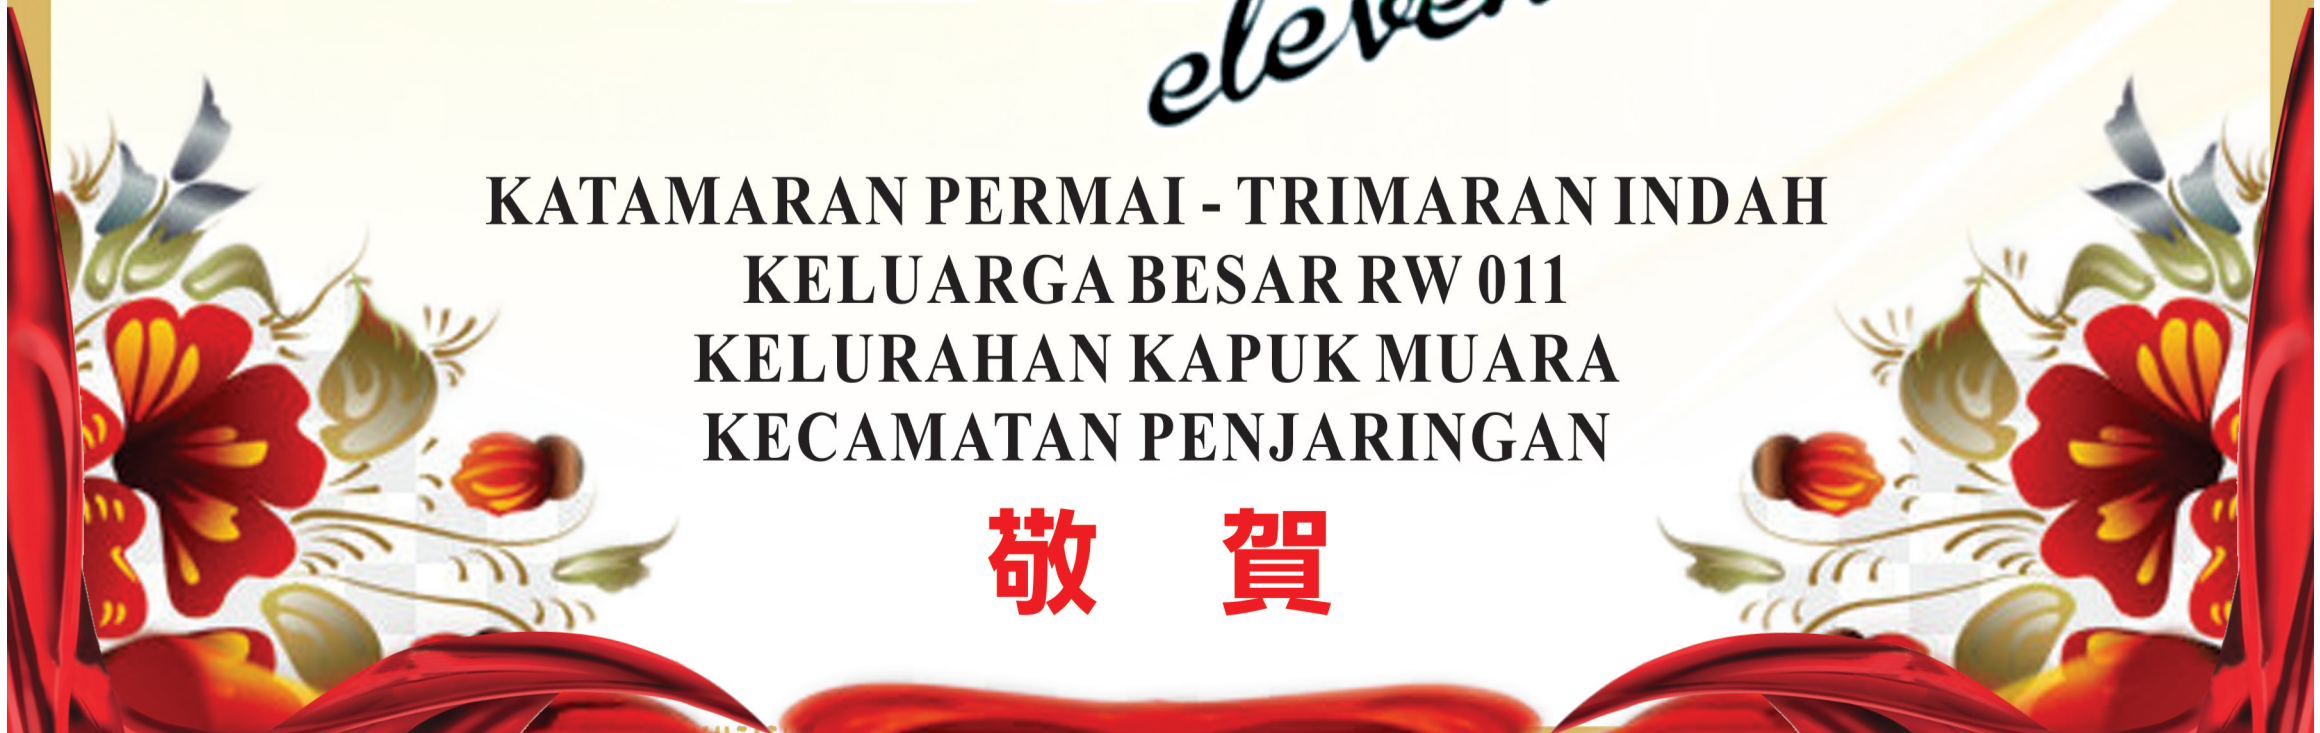 eleven
KATAMARAN PERMAI - TRIMARAN INDAH
KELUARGA BESAR RW 011
KELURAHAN KAPUK MUARA
KECAMATAN PENJARINGAN
敬 賀